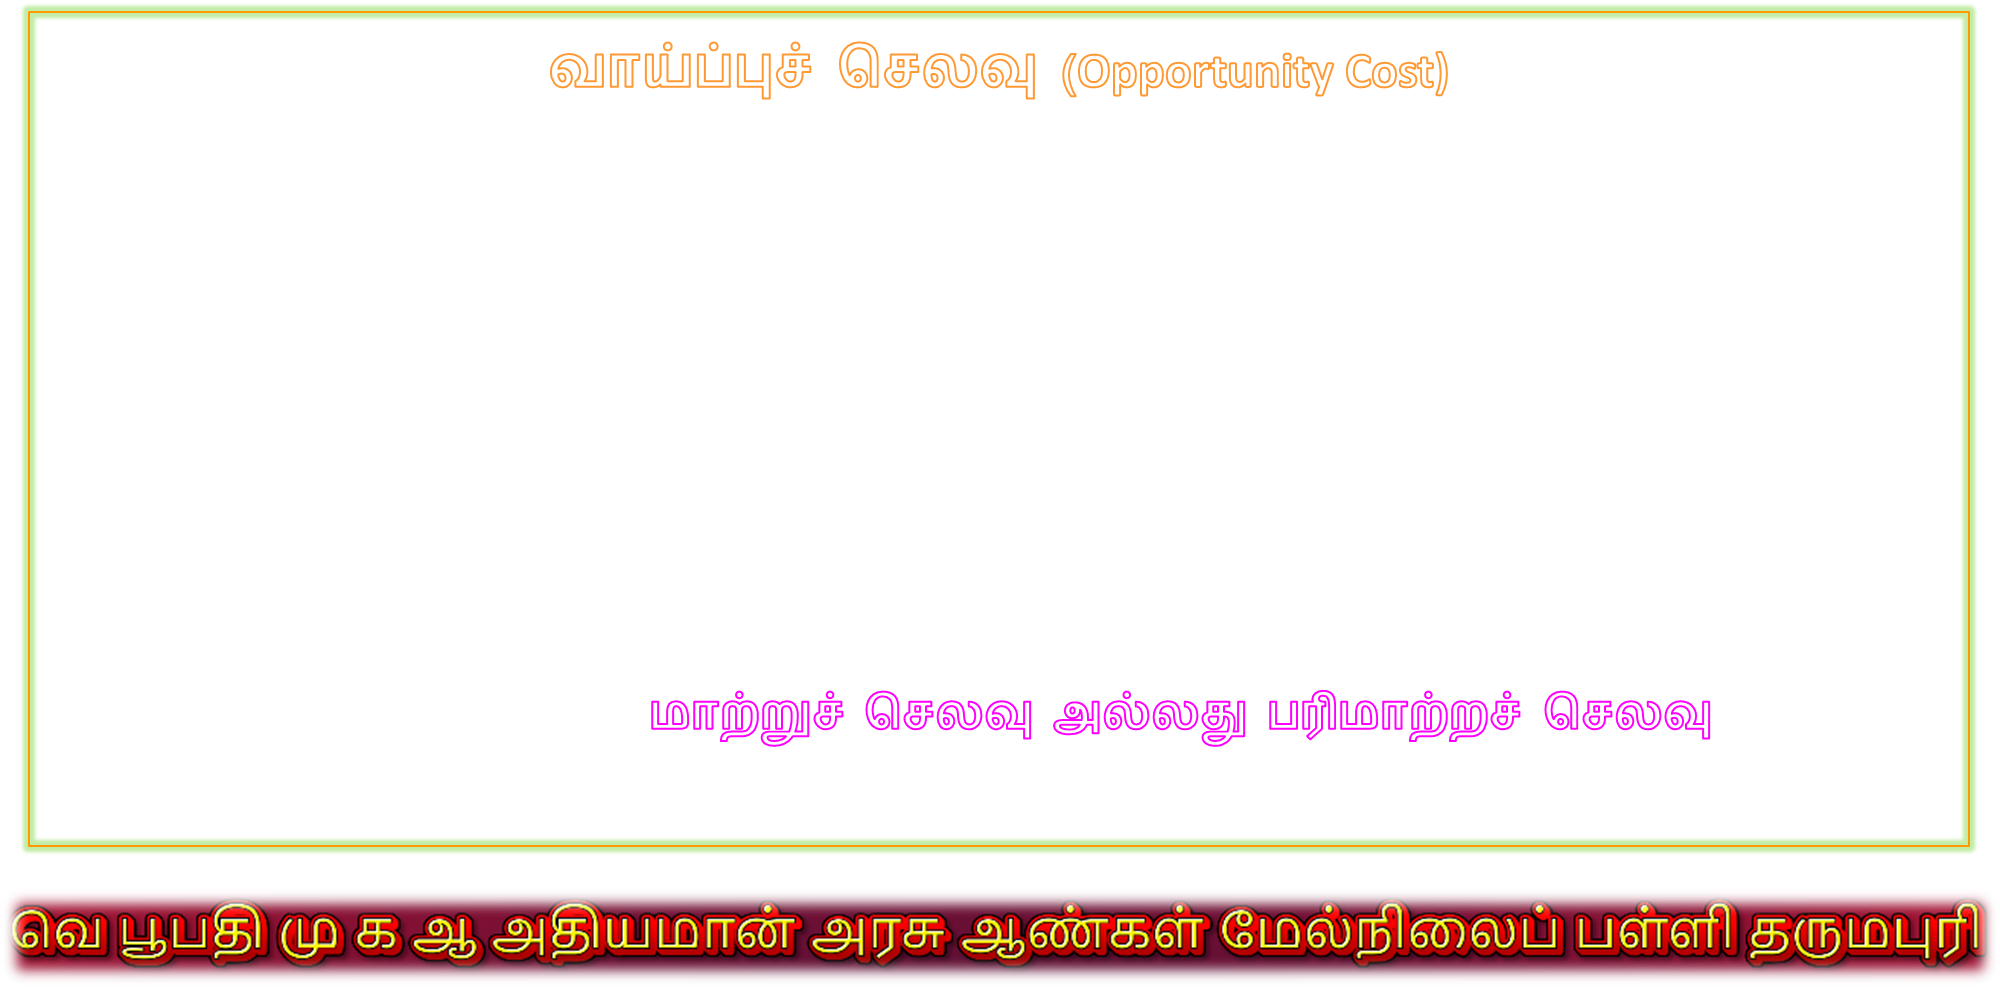 வாய்ப்புச் செலவு (Opportunity Cost)
மாற்றுச் செலவு அல்லது பரிமாற்றச் செலவு
வெ பூபதி மு க ஆ அதியமான் அரசு ஆண்கள் மேல்நிலைப் பள்ளி தருமபுரி